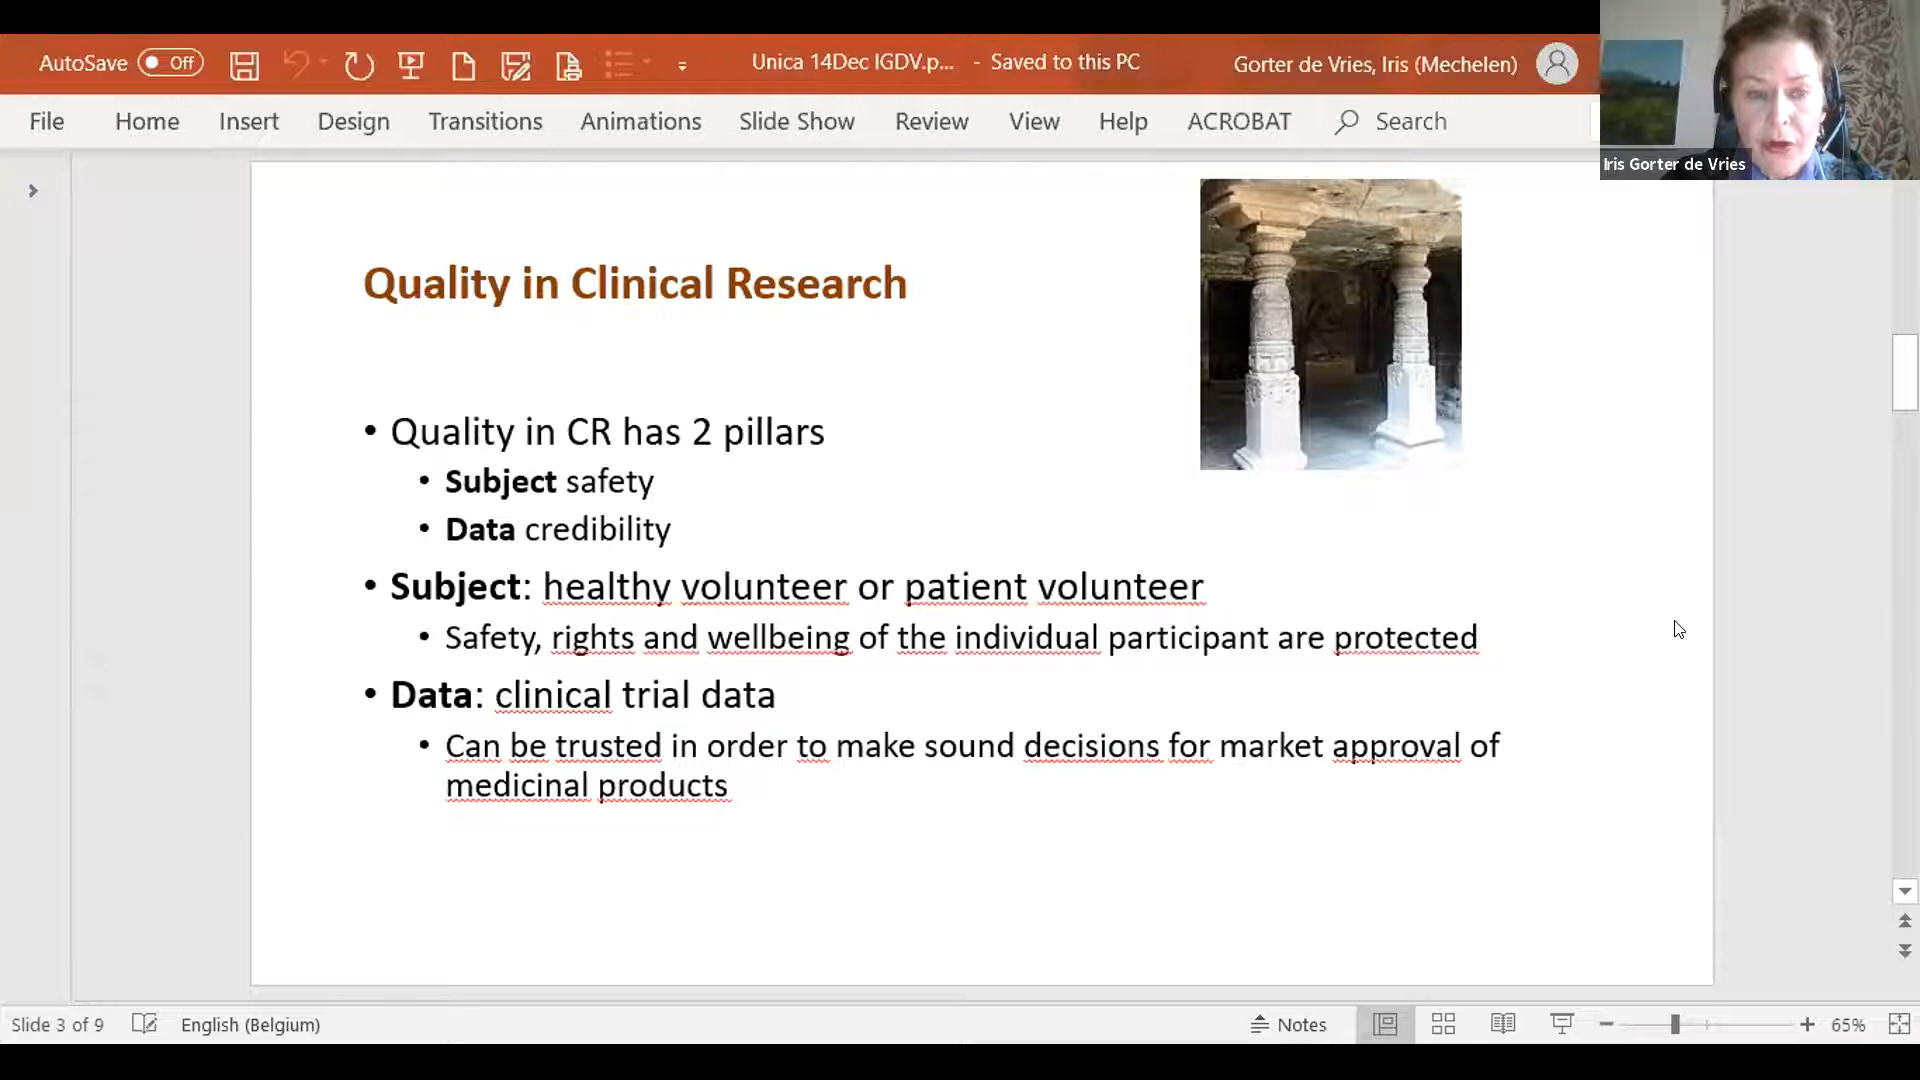 AutoSave Off
Unica 14Dec IGDV.p... - Saved to this PC
Gorter de Vries, Iris (Mechelen)
File Home Insert Design Transitions Animations Slide Show Review View Help ACROBAT Search
Iris Gorter de Vries
Quality in Clinical Research
• Quality in CR has 2 pillars
• Subject safety
• Data credibility
• Subject: healthy volunteer or patient volunteer
• Safety, rights and wellbeing of the individual participant are protected
• Data: clinical trial data
• Can be trusted in order to make sound decisions for market approval of
medicinal products
Slide 3 of 9 English (Belgium) Notes 65%